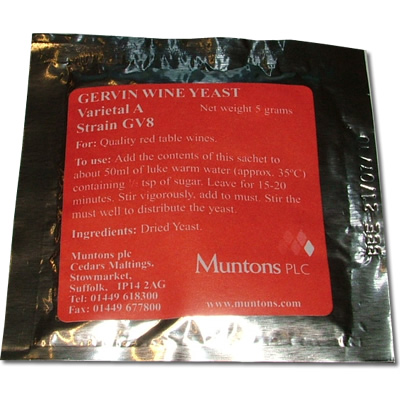 GERVIN WINE YEAST
Varietal A
Net weight 5 grams
Strain GV8
For: Quality red table wines.
To use: Add the contents of this sachet to
about 50ml of luke warm water (approx. 35°C)
containing ½ tsp of sugar. Leave for 15-20
minutes. Stir vigorously, add to must. Stir the
must well to distribute the yeast.
Ingredients: Dried Yeast.
Muntons plc
Cedars Maltings,
Stowmarket,
Suffolk, IP14 2AG
Tel: 01449 618300
Fax: 01449 677800
Muntons PLC
www.muntons.com